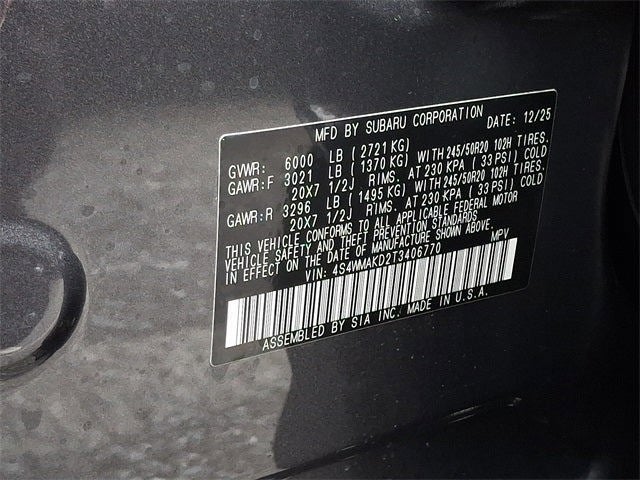 MFD BY SUBARU CORPORATION DATE: 12/25
GVWR: 6000 LB (2721 KG)
GAWR:F 3021 LB (1370 KG) WITH 245/50R20 102H TIRES.
20X7 1/2J RIMS. AT 230 KPA (33 PSI) COLD
GAWR:R 3296 LB (1495 KG) WITH 245/50R20 102H TIRES.
20X7 1/2J RIMS. AT 230 KPA (33 PSI) COLD
THIS VEHICLE CONFORMS TO ALL APPLICABLE FEDERAL MOTOR
VEHICLE SAFETY AND THEFT PREVENTION STANDARDS
IN EFFECT ON DATE OF MANUFACTURE SHOWN ABOVE.
VIN: 4S4WMAKD2T3406770 MPV
ASSEMBLED BY SIA INC. MADE IN U.S.A.